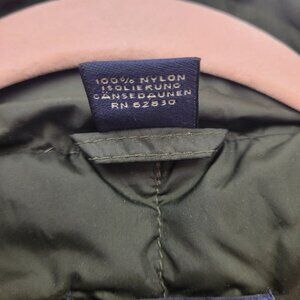 100% NYLON
ISOLIERUNG
GÄNSEDAUNEN
RN 62830